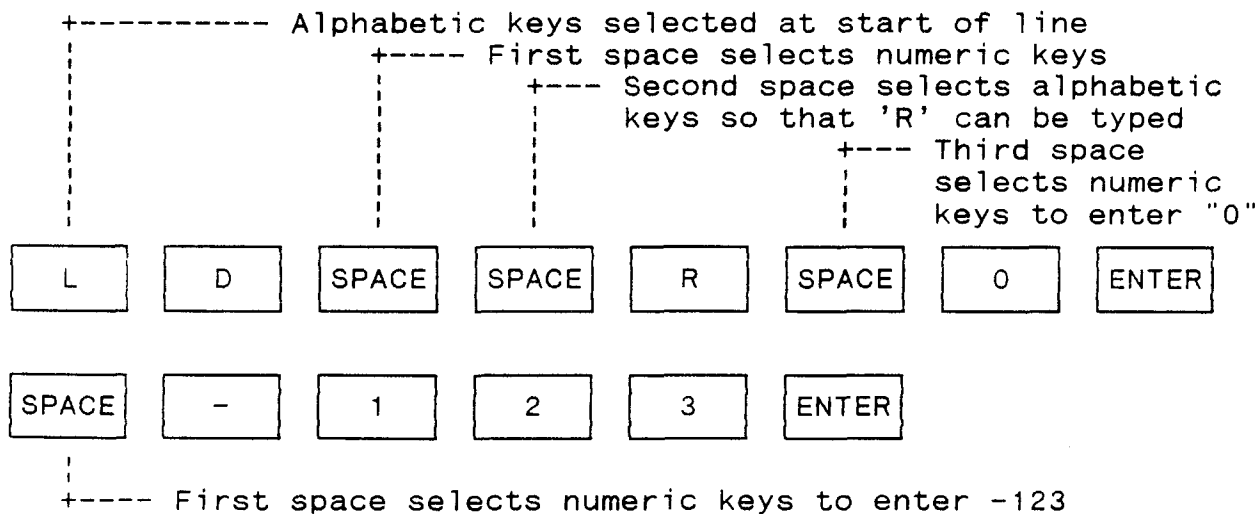 +---------- Alphabetic keys selected at start of line
+---- First space selects numeric keys
+--- Second space selects alphabetic
keys so that 'R' can be typed
+--- Third space
selects numeric
keys to enter "0"
L D SPACE SPACE R SPACE 0 ENTER
SPACE - 1 2 3 ENTER
+---- First space selects numeric keys to enter -123